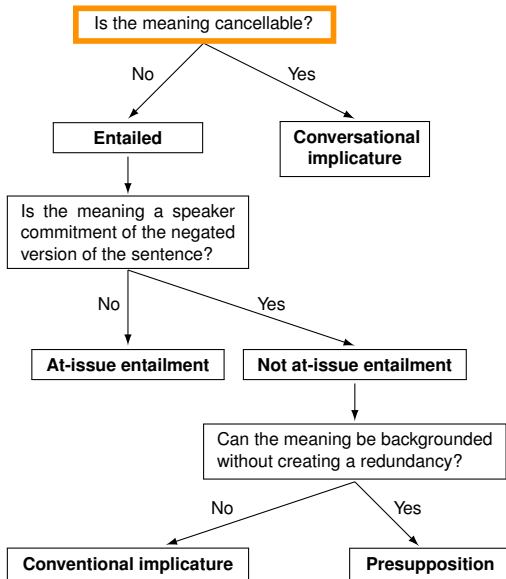 Is the meaning cancellable?
No
Yes
Entailed
Conversational
implicature
Is the meaning a speaker
commitment of the negated
version of the sentence?
No
Yes
At-issue entailment
Not at-issue entailment
Can the meaning be backgrounded
without creating a redundancy?
No
Yes
Conventional implicature
Presupposition